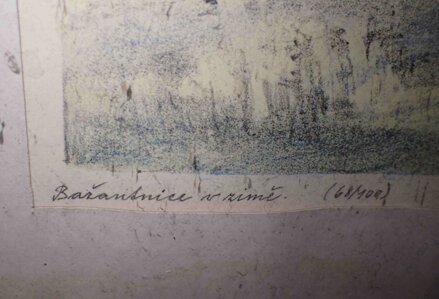 Bažantnice v zimě. (68/100)